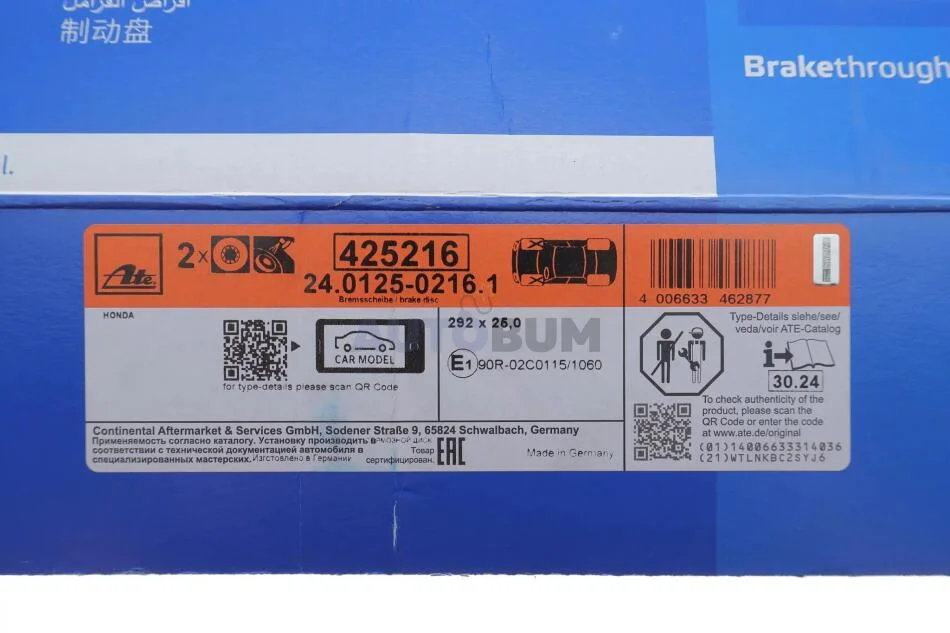 制动盘
Brakethrough
l.
Ate
2x
425216
24.0125-0216.1
Bremsscheibe / brake disc
4 006633 462877
HONDA
CAR MODEL
for type-details please scan QR Code
292 x 25,0
E1 90R-02C0115/1060
AUTOBUM
Type-Details siehe/see/
veda/voir ATE-Catalog
i
30.24
To check authenticity of the
product, please scan the
QR Code or enter the code
at www.ate.de/original
(01)14006633314036
(21)WTLNKBC2SYJ6
Continental Aftermarket & Services GmbH, Sodener Straße 9, 65824 Schwalbach, Germany
Применяемость согласно каталогу. Установку производить в
соответствии с технической документацией автомобиля в
специализированных мастерских. Изготовлено в Германии
Товар
сертифицирован.
EAC
Made in Germany